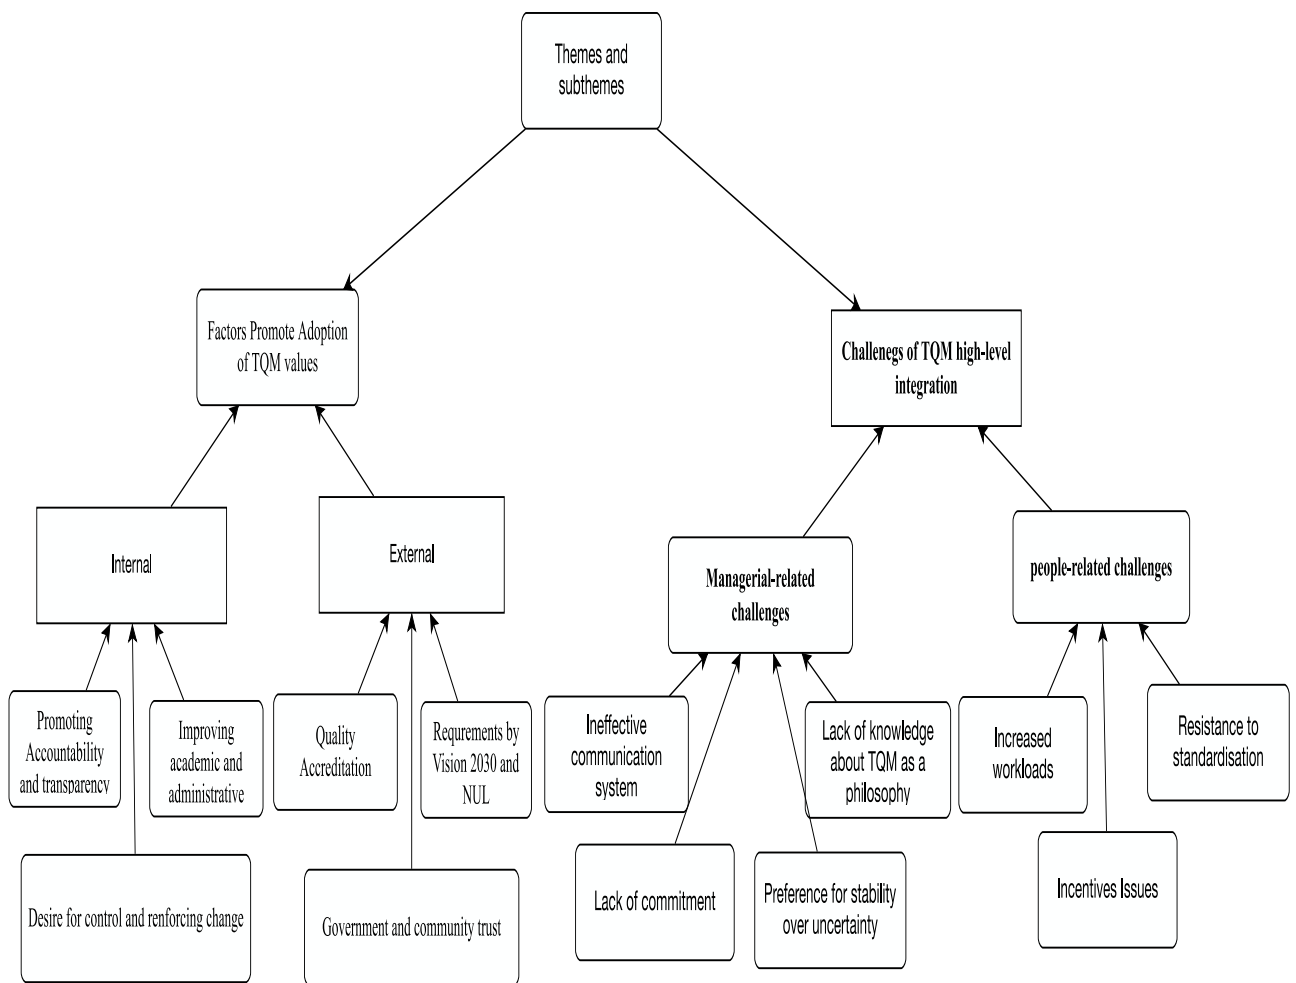 Themes and
subthemes
Factors Promote Adoption
of TQM values
Challenegs of TQM high-level
integration
Internal
External
Managerial-related
challenges
people-related challenges
Promoting
Accountability
and transparency
Improving
academic and
administrative
Quality
Accreditation
Requrements by
Vision 2030 and
NUL
Ineffective
communication
system
Lack of knowledge
about TQM as a
philosophy
Increased
workloads
Resistance to
standardisation
Desire for control and renforcing change
Government and community trust
Lack of commitment
Preference for stability
over uncertainty
Incentives Issues